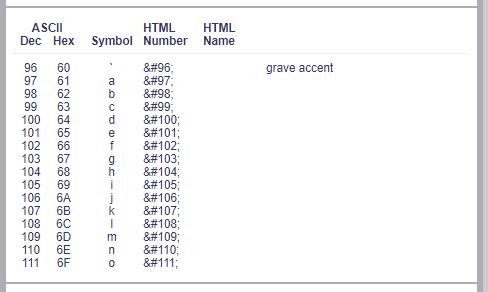 ASCII HTML HTML
Dec Hex Symbol Number Name
96 60 ` &#96; grave accent
97 61 a &#97;
98 62 b &#98;
99 63 c &#99;
100 64 d &#100;
101 65 e &#101;
102 66 f &#102;
103 67 g &#103;
104 68 h &#104;
105 69 i &#105;
106 6A j &#106;
107 6B k &#107;
108 6C l &#108;
109 6D m &#109;
110 6E n &#110;
111 6F o &#111;